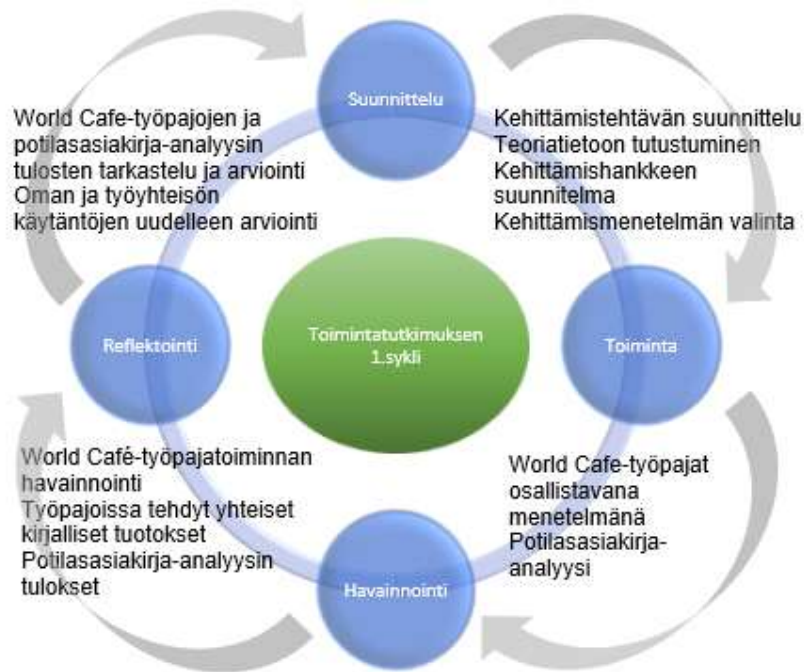 Suunnittelu
World Cafe-työpajojen ja
potilasasiakirja-analyysin
tulosten tarkastelu ja arviointi
Oman ja työyhteisön
käytäntöjen uudelleen arviointi
Kehittämistehtävän suunnittelu
Teoriatietoon tutustuminen
Kehittämishankkeen
suunnitelma
Kehittämismenetelmän valinta
Reflektointi
Toimintatutkimuksen
1.sykli
Toiminta
World Café-työpajatoiminnan
havainnointi
Työpajoissa tehdyt yhteiset
kirjalliset tuotokset
Potilasasiakirja-analyysin
tulokset
World Cafe-työpajat
osallistavana
menetelmänä
Potilasasiakirja-
analyysi
Havainnointi